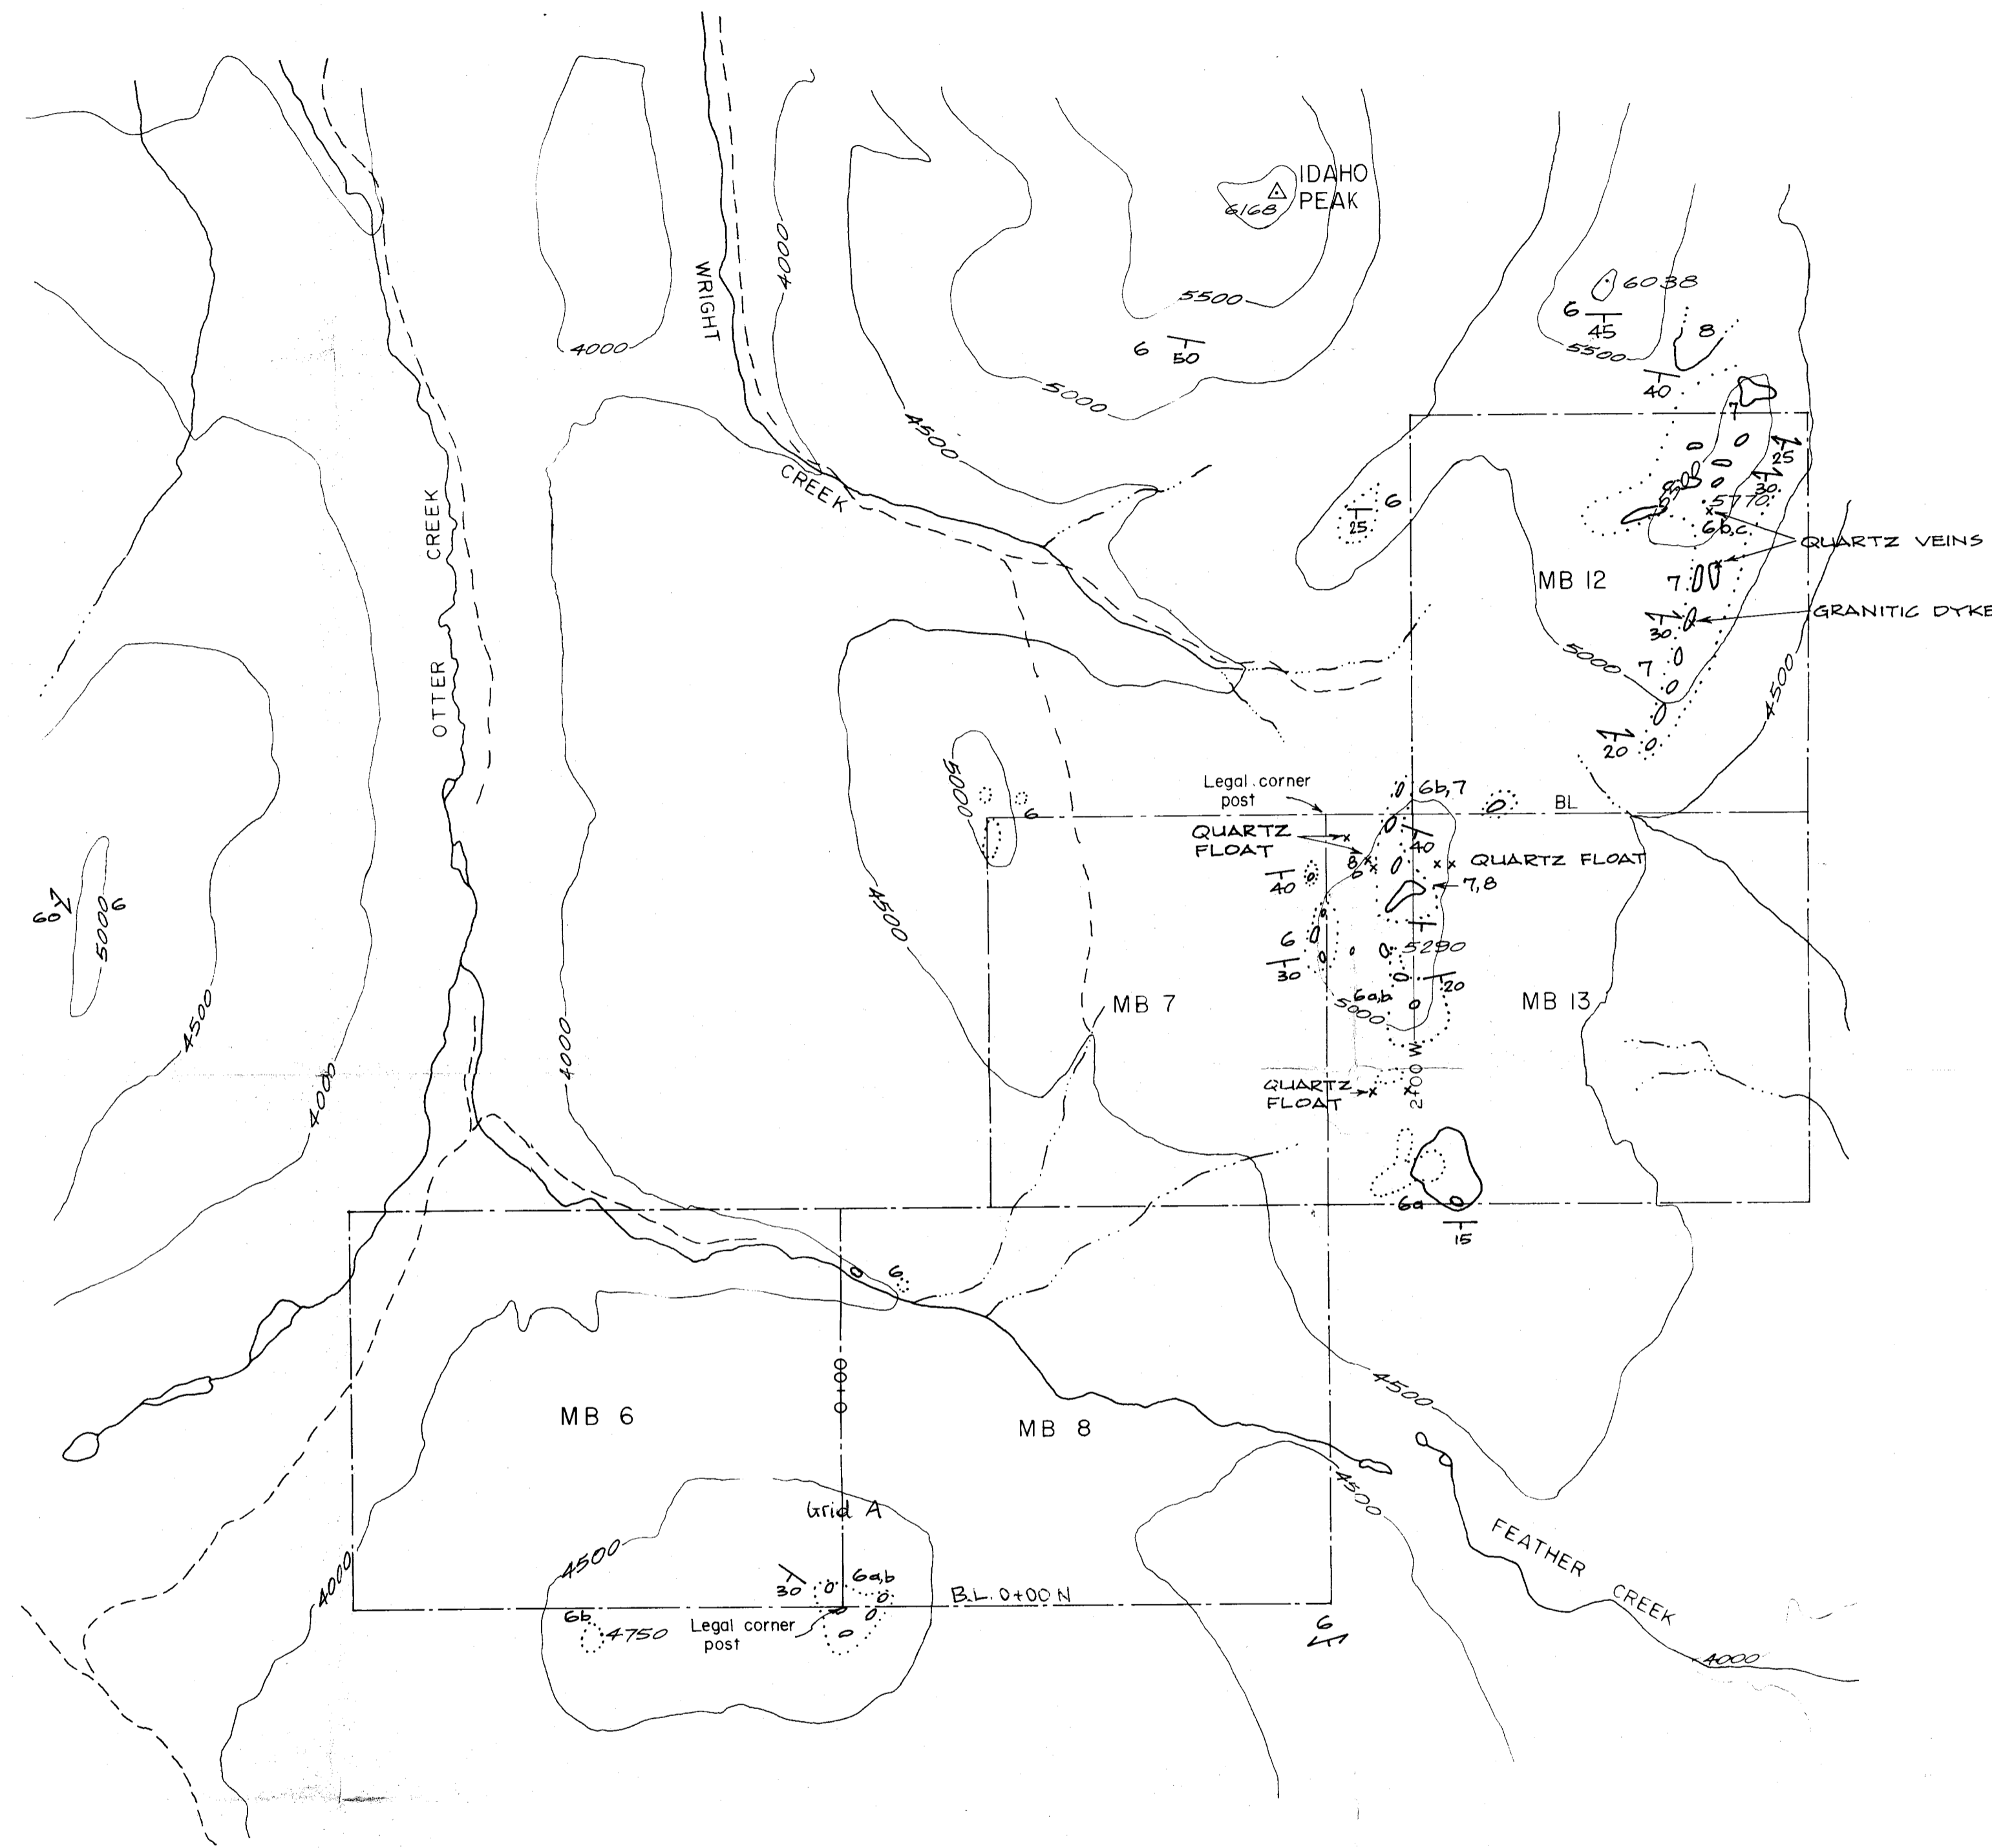 IDAHO
PEAK
6168
WRIGHT
4000
6038
6
45
8
5500
5500
4000
6
50
40
5000
7
4500
CREEK
25
30
5770
6
25
6b,c
QUARTZ VEINS
CREEK
MB 12
7
GRANITIC DYKE
30
5000
7
OTTER
4500
20
5000
Legal corner
post
6b,7
BL
6
QUARTZ
FLOAT
40
8
6
QUARTZ FLOAT
40
7,8
60
6
5000
4500
6
5290
30
20
6a,b
5000
MB 7
MB 13
4500
4000
4000
2+00 W
QUARTZ
FLOAT
6a
15
6
0+00
4500
MB 6
MB 8
4500
Grid A
FEATHER
4500
30
6a,b
4000
B.L. 0+00 N
CREEK
6b
4750
Legal corner
post
6
4000